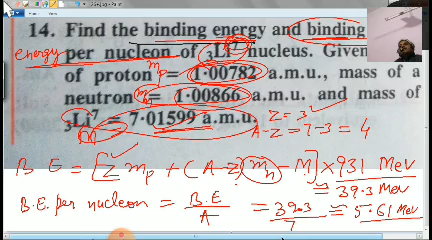 14. Find the binding energy and binding
energy per nucleon of ₃Li⁷ nucleus. Given
of proton mp = 1·00782 a.m.u., mass of a
neutron mn = 1·00866 a.m.u. and mass of
₃Li⁷ = 7·01599 a.m.u.
Z = 3
A-Z = 7-3 = 4
M
B E = [Z mp + (A-Z) mn - M] × 931 MeV
≅ 39.3 MeV
B.E. per nucleon = B.E / A = 39.3 / 7 ≅ 5.61 MeV